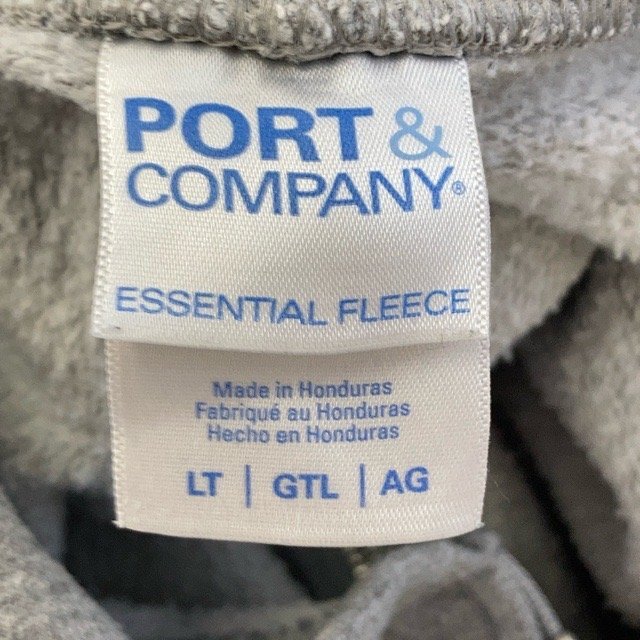 PORT &
COMPANY®
ESSENTIAL FLEECE
Made in Honduras
Fabriqué au Honduras
Hecho en Honduras
LT | GTL | AG